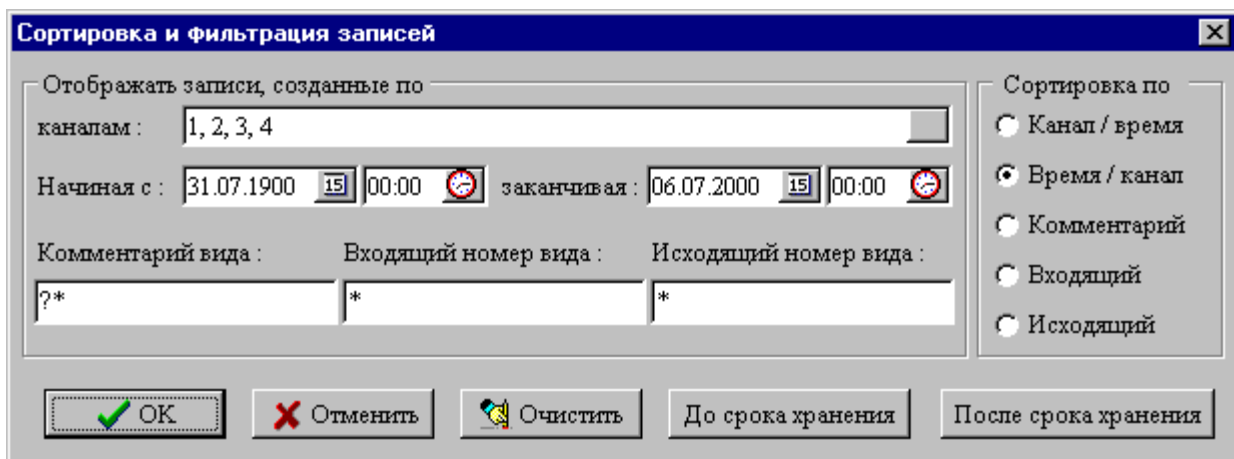 Сортировка и фильтрация записей
Отображать записи, созданные по
каналам : 1, 2, 3, 4
Начиная с : 31.07.1900 15 00:00 заканчивая : 06.07.2000 15 00:00
Комментарий вида : Входящий номер вида : Исходящий номер вида :
?* * *
Сортировка по
Канал / время
Время / канал
Комментарий
Входящий
Исходящий
OK Отменить Очистить До срока хранения После срока хранения